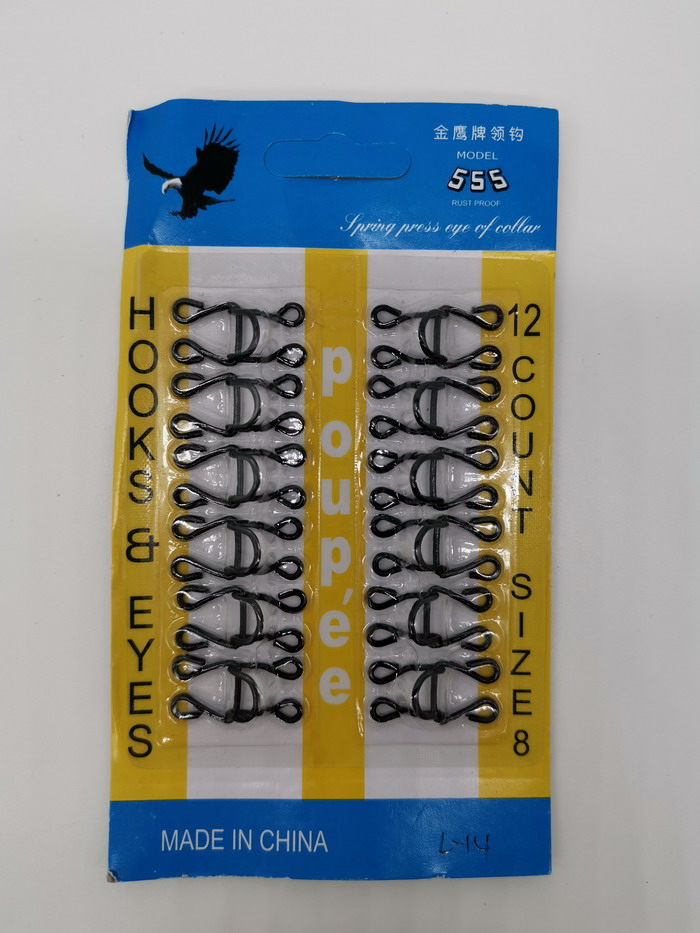 金鹰牌领钩
MODEL
555
RUST PROOF
Spring press eye of collar
HOOKS & EYES
poupée
12 COUNT SIZE 8
MADE IN CHINA
L-14